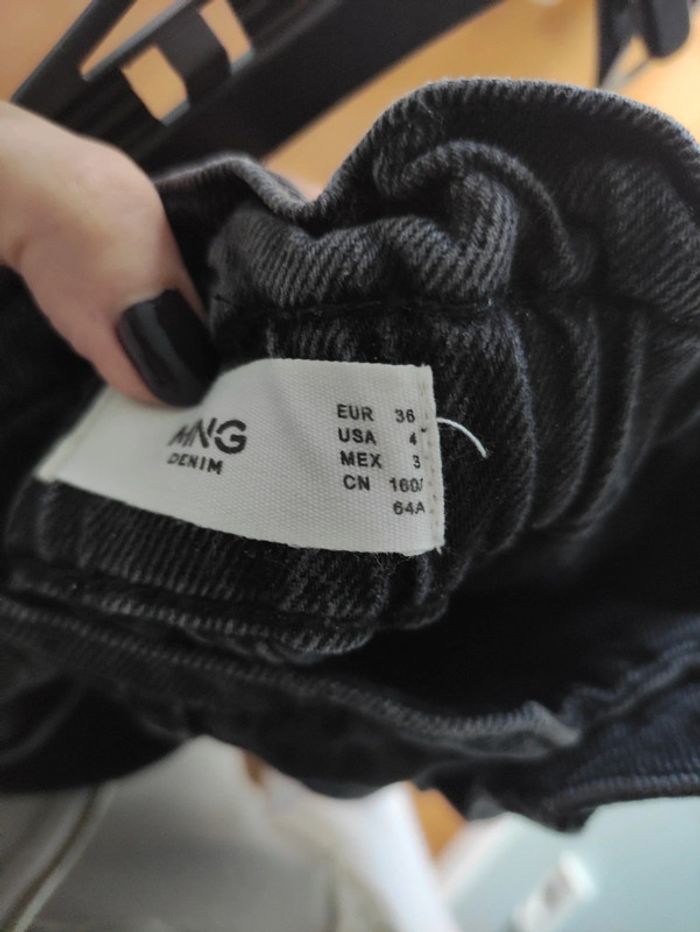 MNG
DENIM
EUR 36
USA 4
MEX 3
CN 160/
64A